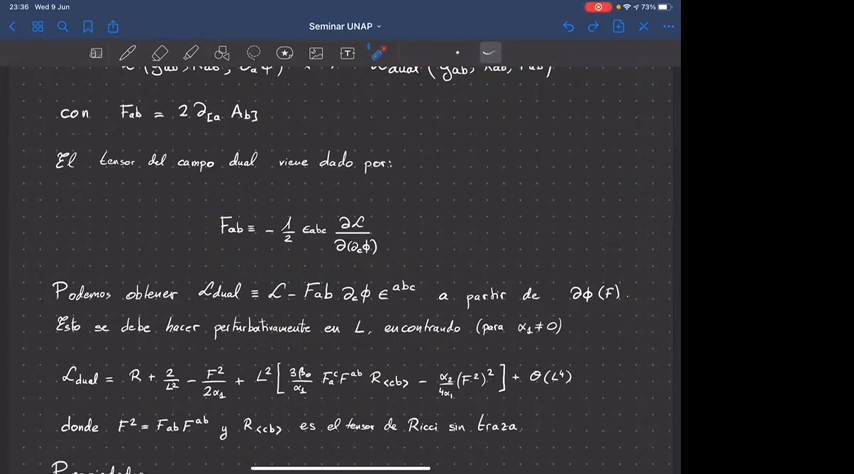 23:36 Wed 9 Jun
73%
Seminar UNAP
T
con Fab = 2 ∂[a Ab]
El tensor del campo dual viene dado por:
Fab ≡ - 1/2 εabc ∂ℒ/∂(∂cϕ)
Podemos obtener ℒdual ≡ ℒ - Fab ∂cϕ ε^abc a partir de ∂ϕ(F).
Esto se debe hacer perturbativamente en L, encontrando (para α₁≠0)
ℒdual = R + 2/L² - F²/2α₁ + L² [ 3β₀/α₁ Fa^c F^ab R<cb> - α₂/4α₁ (F²)² ] + O(L⁴)
donde F² = Fab F^ab y R<cb> es el tensor de Ricci sin traza